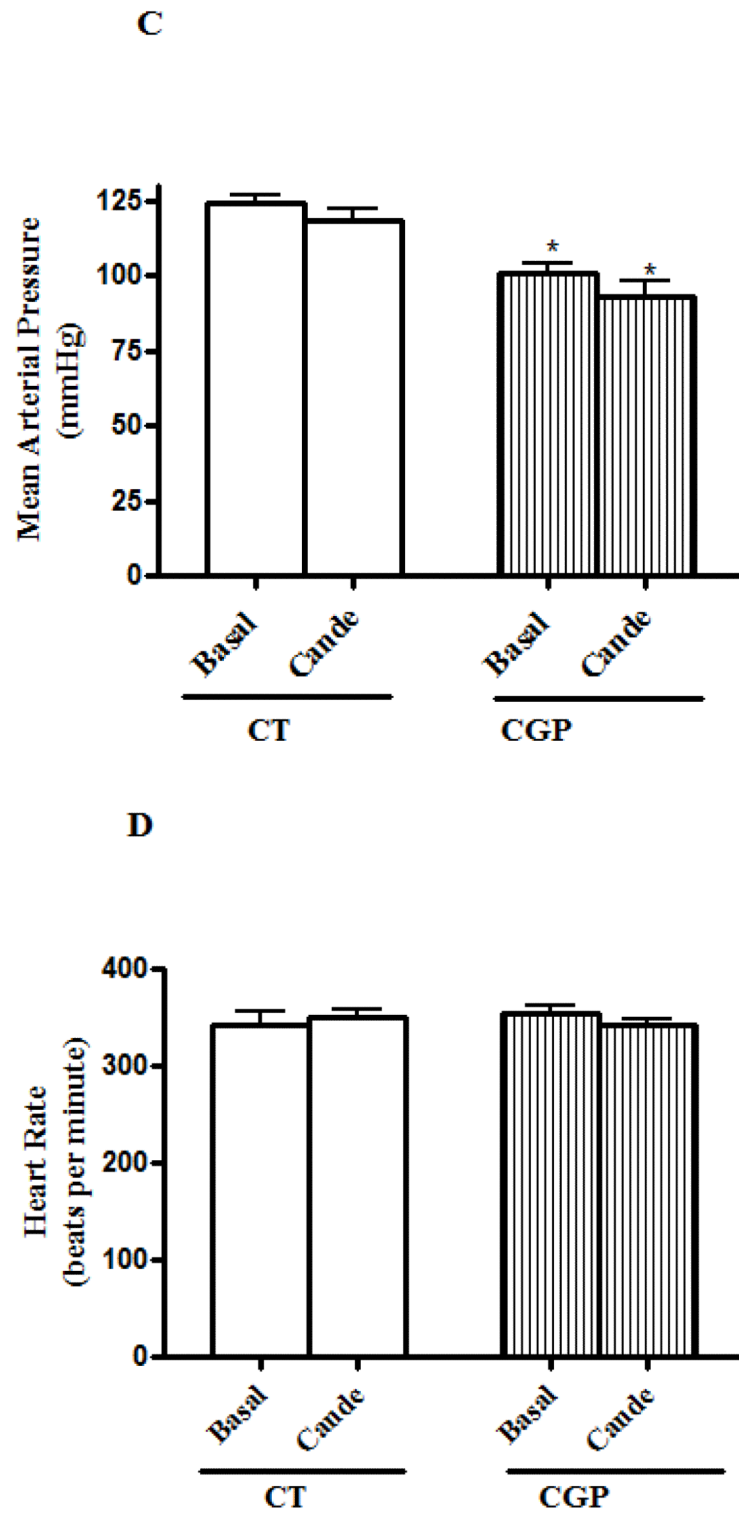 C
Mean Arterial Pressure
(mmHg)
125
100
75
50
25
0
* *
Basal Cande Basal Cande
CT CGP
D
Heart Rate
(beats per minute)
400
300
200
100
0
Basal Cande Basal Cande
CT CGP